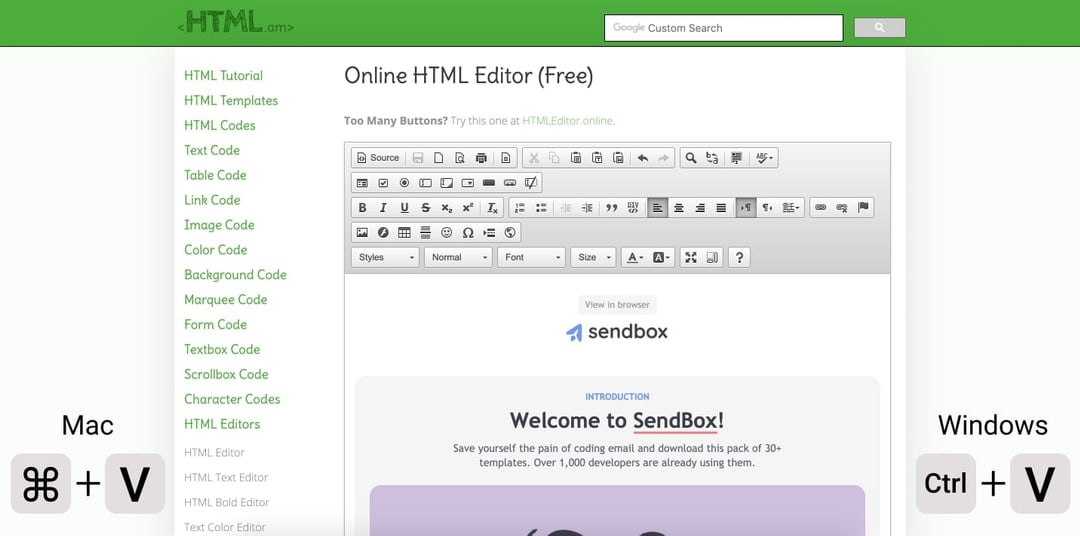 <HTML.am>
Google Custom Search
HTML Tutorial
HTML Templates
HTML Codes
Text Code
Table Code
Link Code
Image Code
Color Code
Background Code
Marquee Code
Form Code
Textbox Code
Scrollbox Code
Character Codes
HTML Editors
HTML Editor
HTML Text Editor
HTML Bold Editor
Text Color Editor
Online HTML Editor (Free)
Too Many Buttons? Try this one at HTMLEditor.online.
Source
ABC
B I U S x₂ x² Tx
DIV
Ω
Styles Normal Font Size A A ?
View in browser
sendbox
INTRODUCTION
Welcome to SendBox!
Save yourself the pain of coding email and download this pack of 30+
templates. Over 1,000 developers are already using them.
Mac
⌘ + V
Windows
Ctrl + V